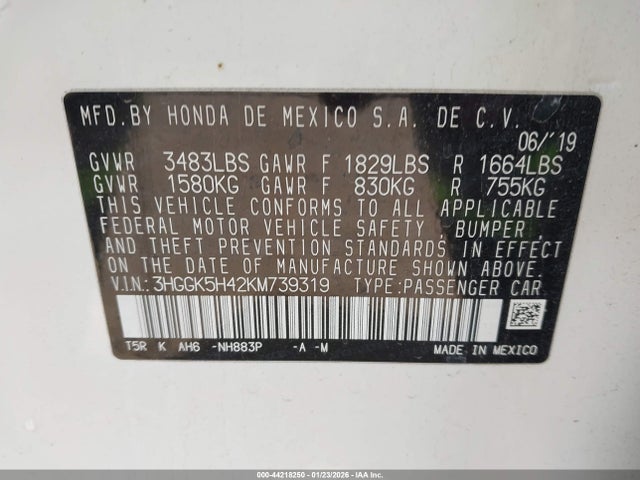 MFD.BY HONDA DE MEXICO S.A. DE C.V.
06/'19
GVWR 3483LBS GAWR F 1829LBS R 1664LBS
GVWR 1580KG GAWR F 830KG R 755KG
THIS VEHICLE CONFORMS TO ALL APPLICABLE
FEDERAL MOTOR VEHICLE SAFETY, BUMPER,
AND THEFT PREVENTION STANDARDS IN EFFECT
ON THE DATE OF MANUFACTURE SHOWN ABOVE.
V.I.N.: 3HGGK5H42KM739319 TYPE:PASSENGER CAR
T5R K AH6 -NH883P -A -M
MADE IN MEXICO
000-44218250 - 01/23/2026 - Copyright IAA, Inc.